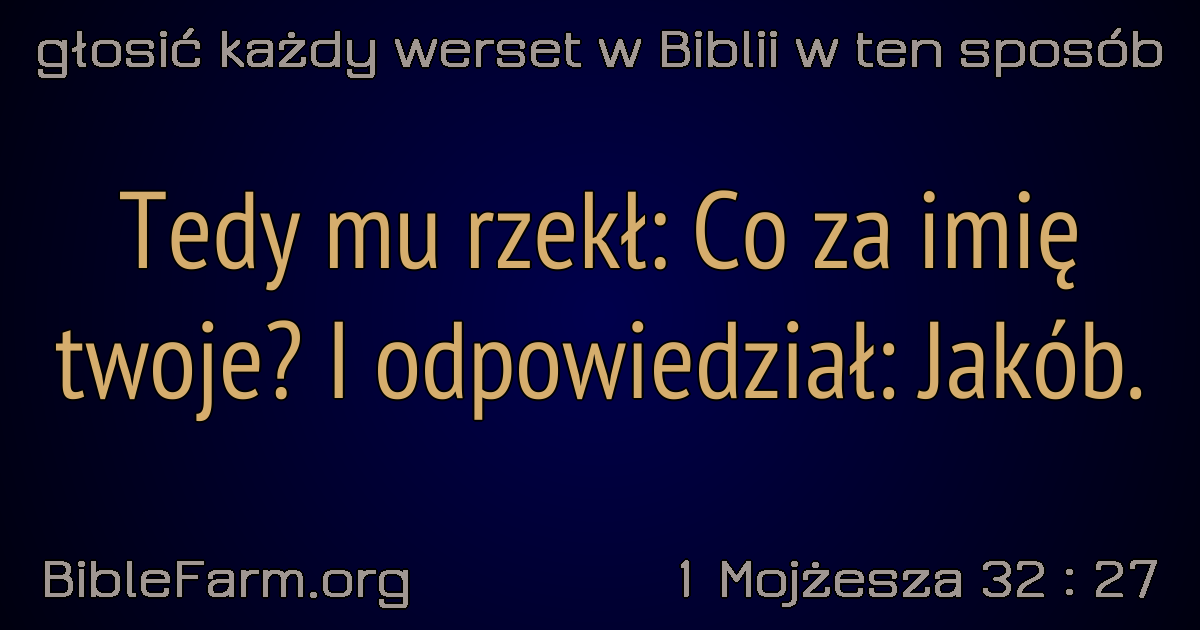 głosić każdy werset w Biblii w ten sposób
Tedy mu rzekł: Co za imię
twoje? I odpowiedział: Jakób.
BibleFarm.org
1 Mojżesza 32 : 27